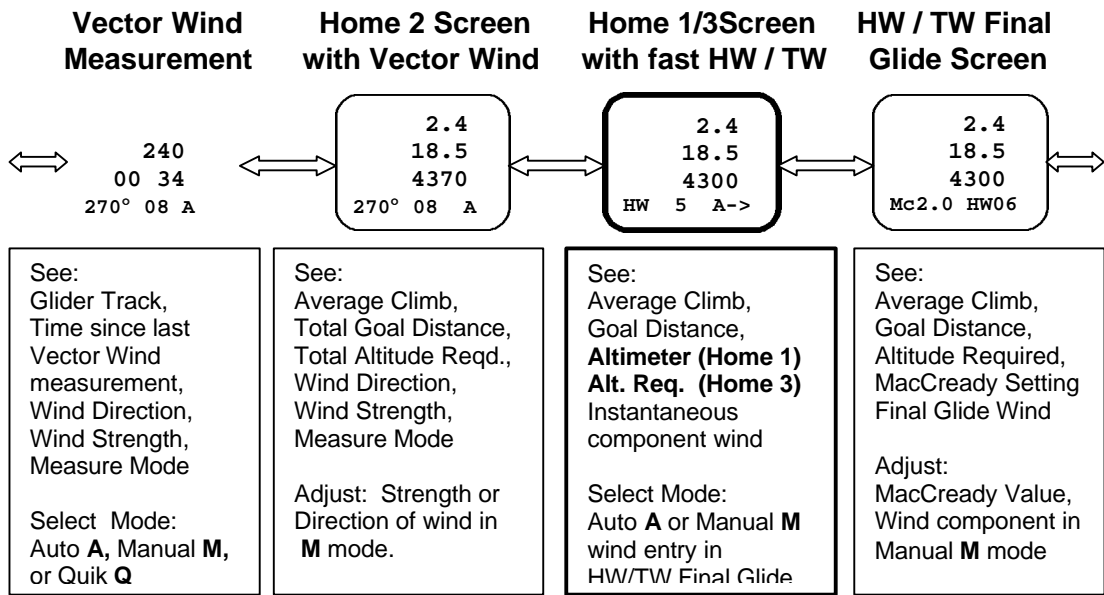 Vector Wind
Measurement
Home 2 Screen
with Vector Wind
Home 1/3Screen
with fast HW / TW
HW / TW Final
Glide Screen
240
00 34
270° 08 A
2.4
18.5
4370
270° 08 A
2.4
18.5
4300
HW 5 A->
2.4
18.5
4300
Mc2.0 HW06
See:
Glider Track,
Time since last
Vector Wind
measurement,
Wind Direction,
Wind Strength,
Measure Mode
Select Mode:
Auto A, Manual M,
or Quik Q
See:
Average Climb,
Total Goal Distance,
Total Altitude Reqd.,
Wind Direction,
Wind Strength,
Measure Mode
Adjust: Strength or
Direction of wind in
M mode.
See:
Average Climb,
Goal Distance,
Altimeter (Home 1)
Alt. Req. (Home 3)
Instantaneous
component wind
Select Mode:
Auto A or Manual M
wind entry in
HW/TW Final Glide
See:
Average Climb,
Goal Distance,
Altitude Required,
MacCready Setting
Final Glide Wind
Adjust:
MacCready Value,
Wind component in
Manual M mode